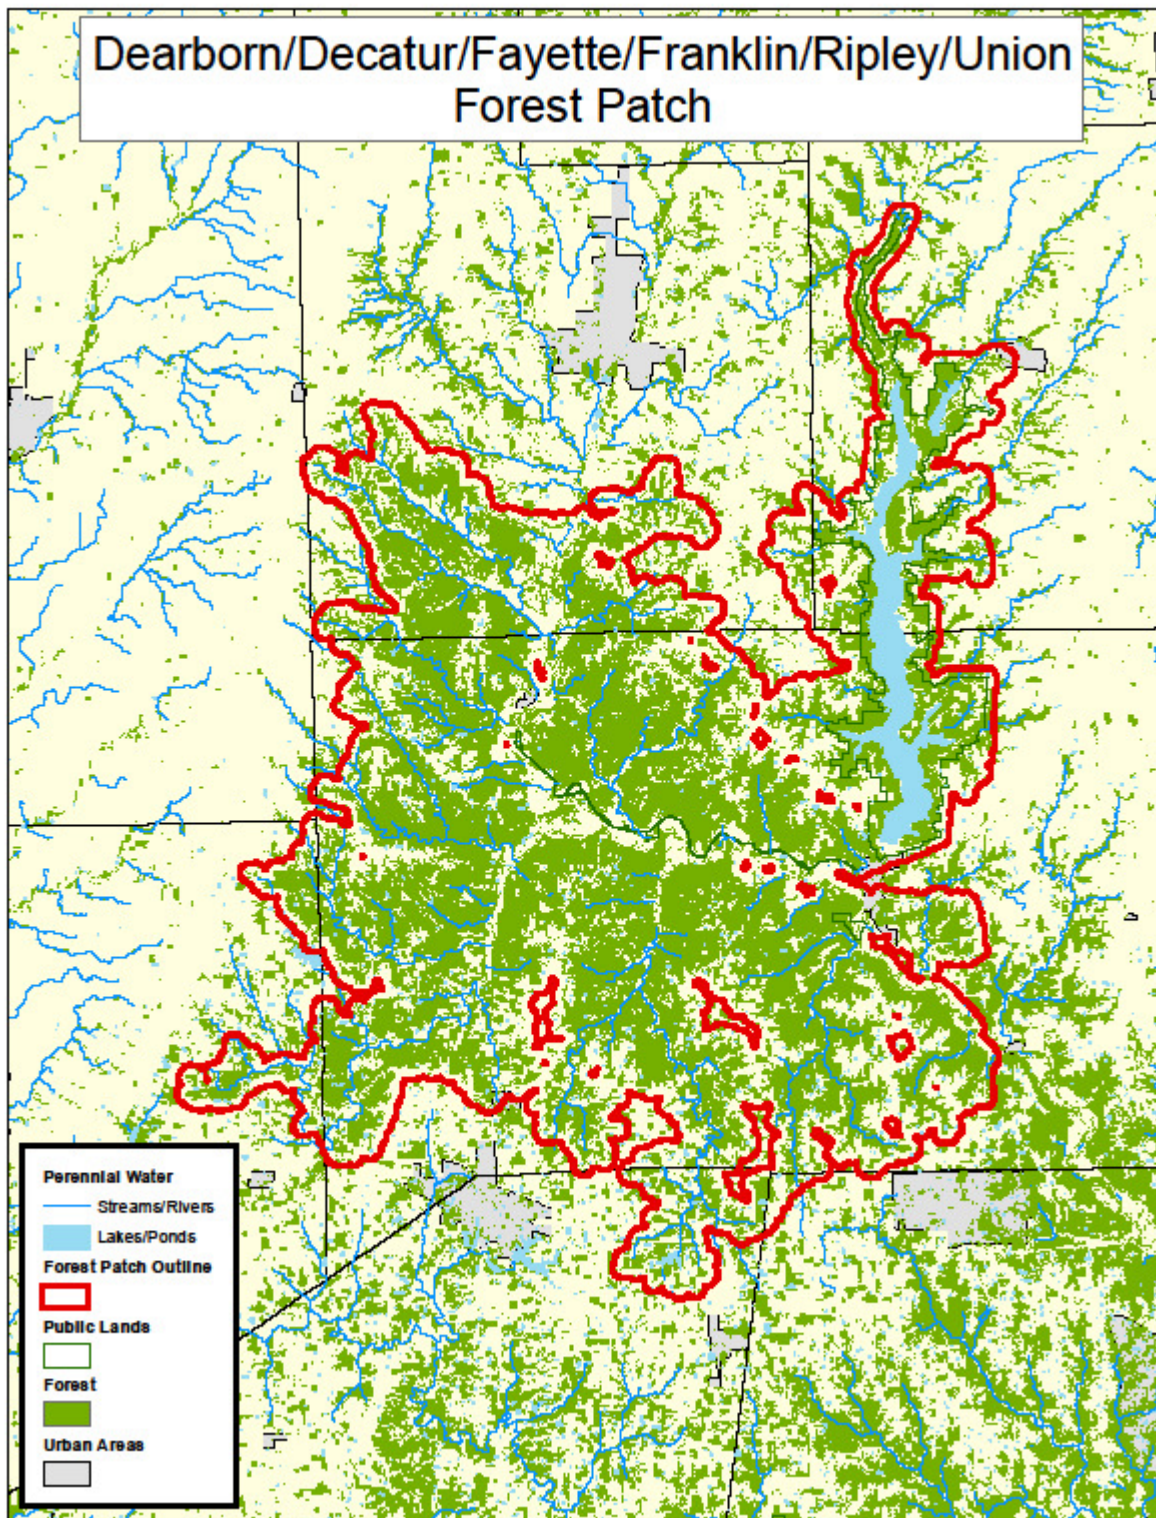 Dearborn/Decatur/Fayette/Franklin/Ripley/Union
Forest Patch
Perennial Water
Streams/Rivers
Lakes/Ponds
Forest Patch Outline
Public Lands
Forest
Urban Areas